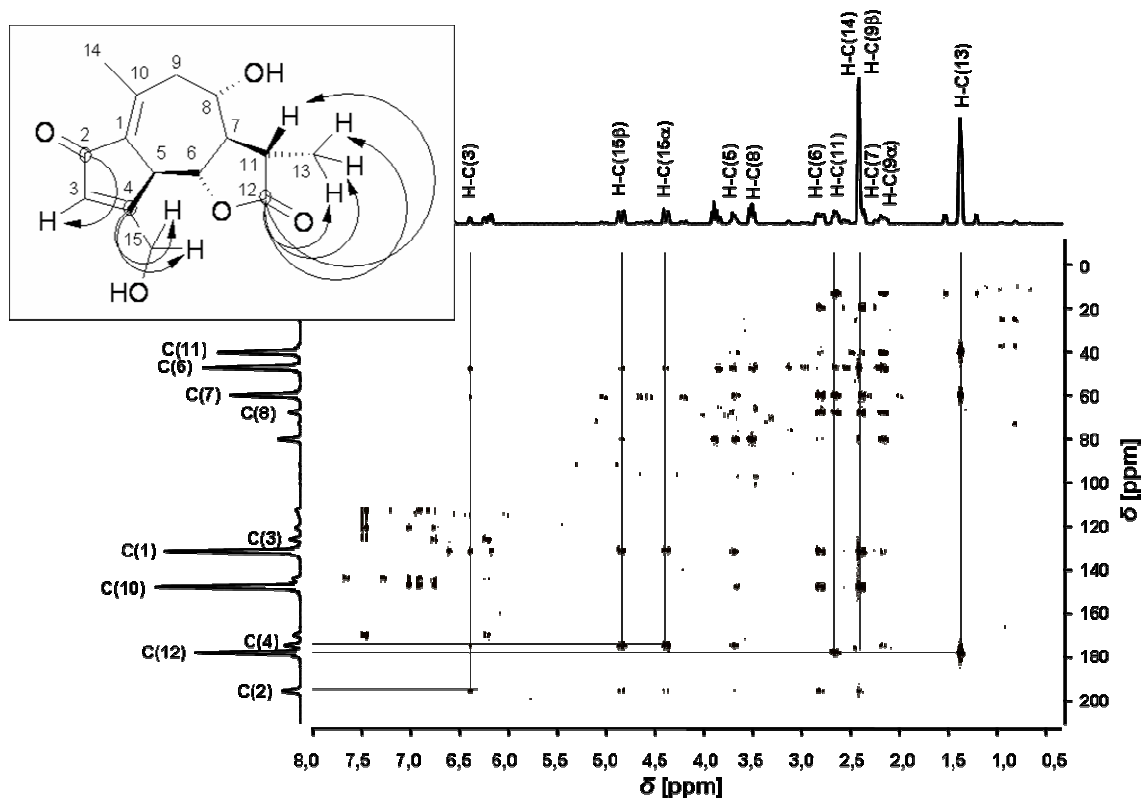 14
9
10
OH
8
O
2
1
7
H
H
5
6
11
H
3
4
13
H
H
12
H
O
O
15
H
HO
H-C(3)
H-C(15β)
H-C(15α)
H-C(5)
H-C(8)
H-C(6)
H-C(11)
H-C(14)
H-C(9β)
H-C(7)
H-C(9α)
H-C(13)
C(11)
C(6)
C(7)
C(8)
C(3)
C(1)
C(10)
C(4)
C(12)
C(2)
0
20
40
60
80
100
120
140
160
180
200
δ [ppm]
8,0 7,5 7,0 6,5 6,0 5,5 5,0 4,5 4,0 3,5 3,0 2,5 2,0 1,5 1,0 0,5
δ [ppm]